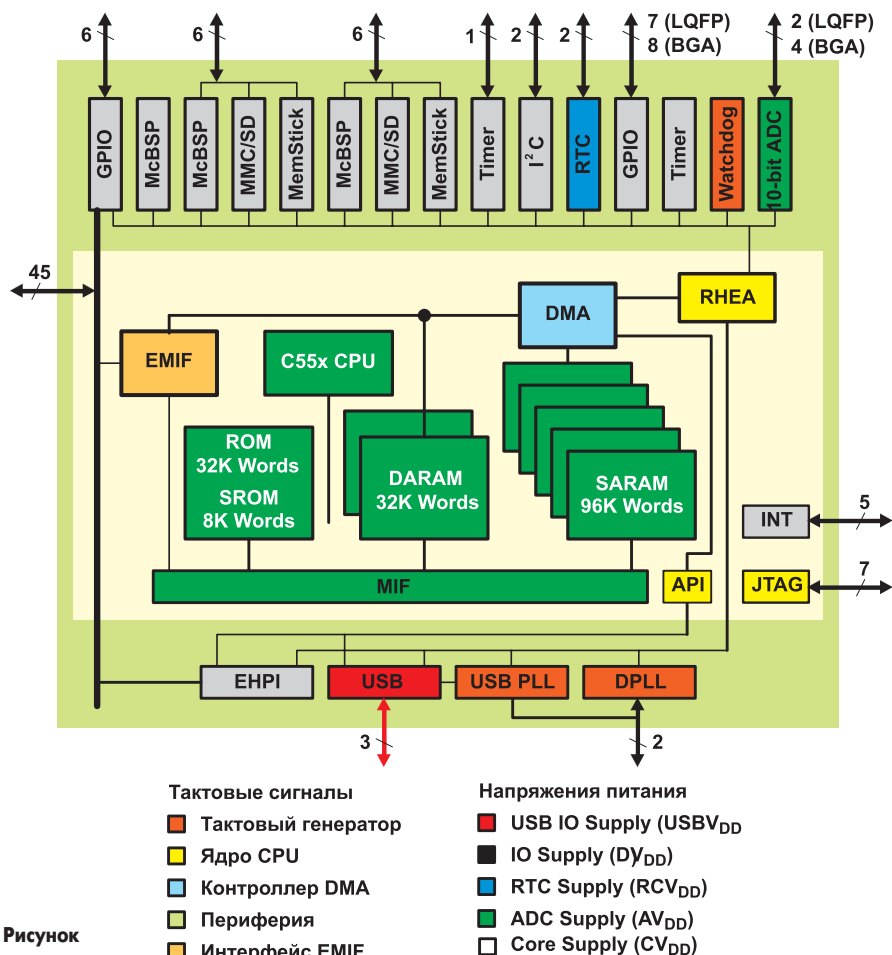 7 (LQFP)
2 (LQFP)
6
6
6
1
2
2
8 (BGA)
4 (BGA)
GPIO
McBSP
McBSP
MMC/SD
MemStick
McBSP
MMC/SD
MemStick
Timer
I²C
RTC
GPIO
Timer
Watchdog
10-bit ADC
45
RHEA
DMA
EMIF
C55x CPU
ROM
32K Words
SROM
8K Words
DARAM
32K Words
SARAM
96K Words
INT
5
MIF
API
JTAG
7
EHPI
USB
USB PLL
DPLL
3
2
Тактовые сигналы
Тактовый генератор
Ядро CPU
Контроллер DMA
Периферия
Интерфейс EMIF
Напряжения питания
USB IO Supply (USBVDD
IO Supply (DVDD)
RTC Supply (RCVDD)
ADC Supply (AVDD)
Core Supply (CVDD)
Рисунок